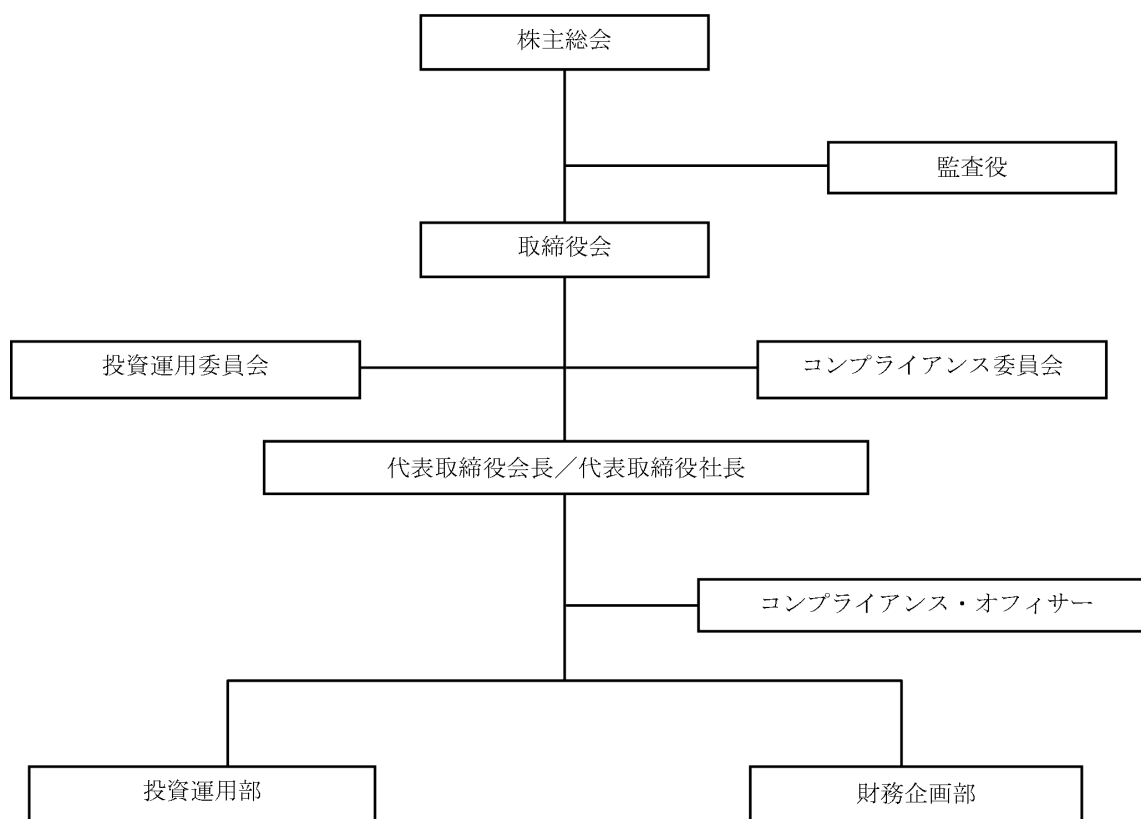 株主総会
監査役
取締役会
投資運用委員会
コンプライアンス委員会
代表取締役会長／代表取締役社長
コンプライアンス・オフィサー
投資運用部
財務企画部